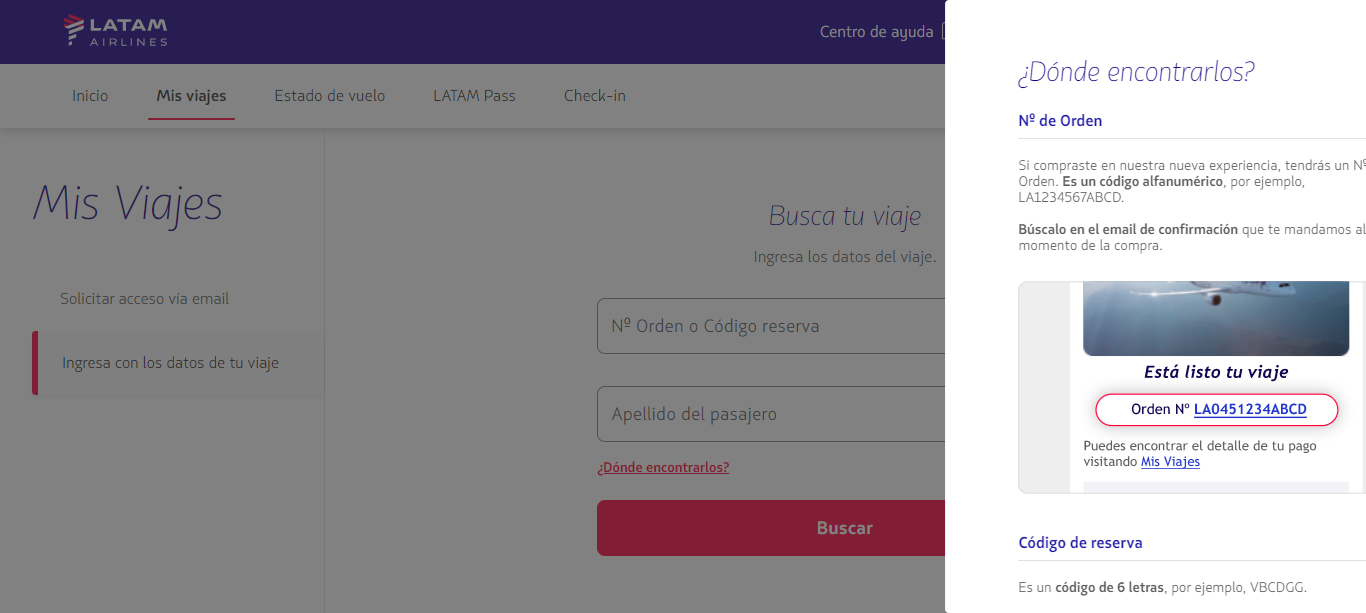 LATAM
AIRLINES
Centro de ayuda
Inicio
Mis viajes
Estado de vuelo
LATAM Pass
Check-in
Mis Viajes
Solicitar acceso vía email
Ingresa con los datos de tu viaje
Busca tu viaje
Ingresa los datos del viaje.
Nº Orden o Código reserva
Apellido del pasajero
¿Dónde encontrarlos?
Buscar
¿Dónde encontrarlos?
Nº de Orden
Si compraste en nuestra nueva experiencia, tendrás un Nº
Orden. Es un código alfanumérico, por ejemplo,
LA1234567ABCD.
Búscalo en el email de confirmación que te mandamos al
momento de la compra.
Está listo tu viaje
Orden Nº LA0451234ABCD
Puedes encontrar el detalle de tu pago
visitando Mis Viajes
Código de reserva
Es un código de 6 letras, por ejemplo, VBCDGG.